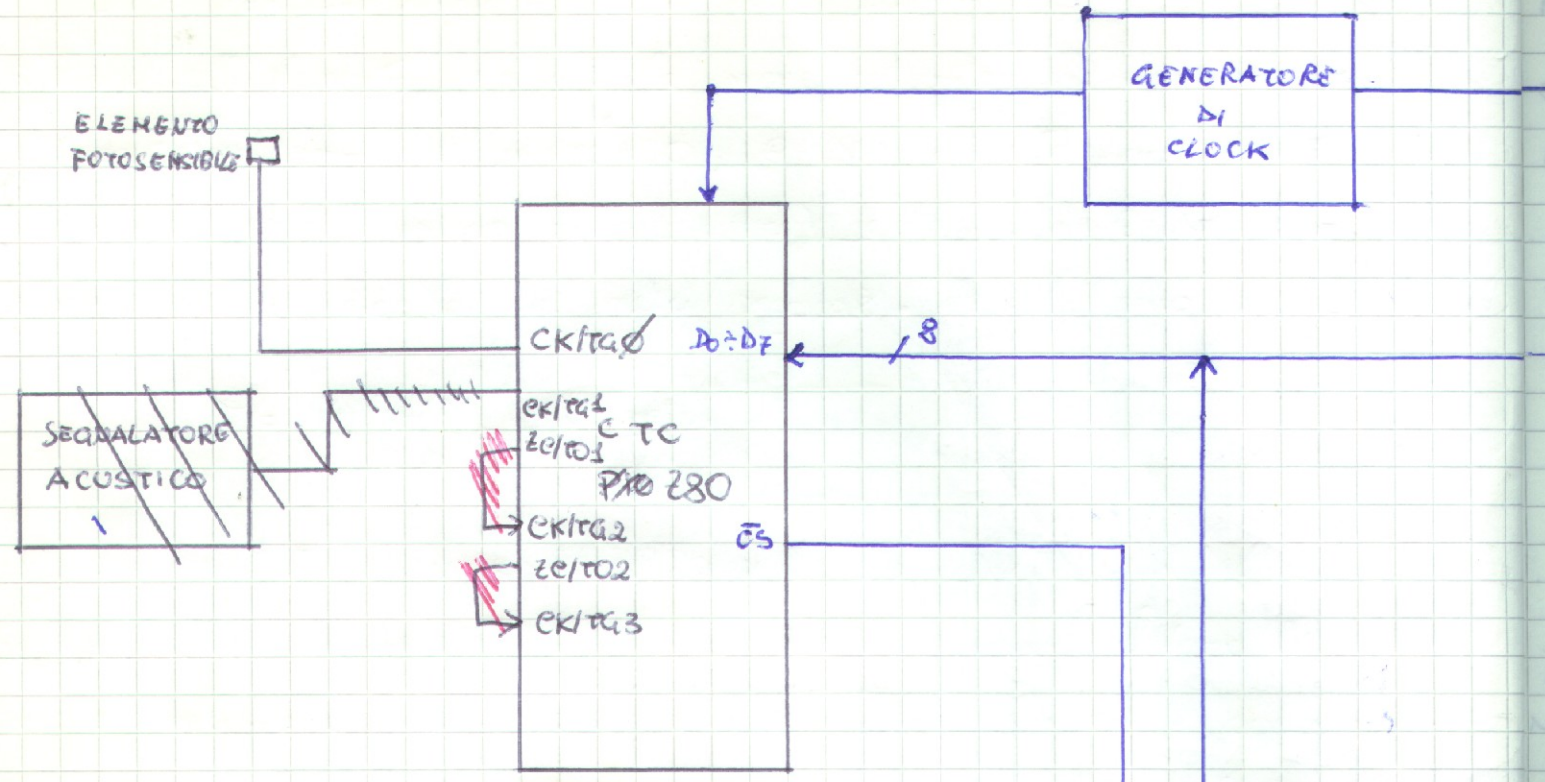 GENERATORE
DI
CLOCK
ELEMENTO
FOTOSENSIBILE
CK/TGØ
D0÷D7
8
CK/TG1
SEGNALATORE
ACUSTICO
ZC/TO1
CTC
PIO Z80
CK/TG2
CS
ZC/TO2
CK/TG3